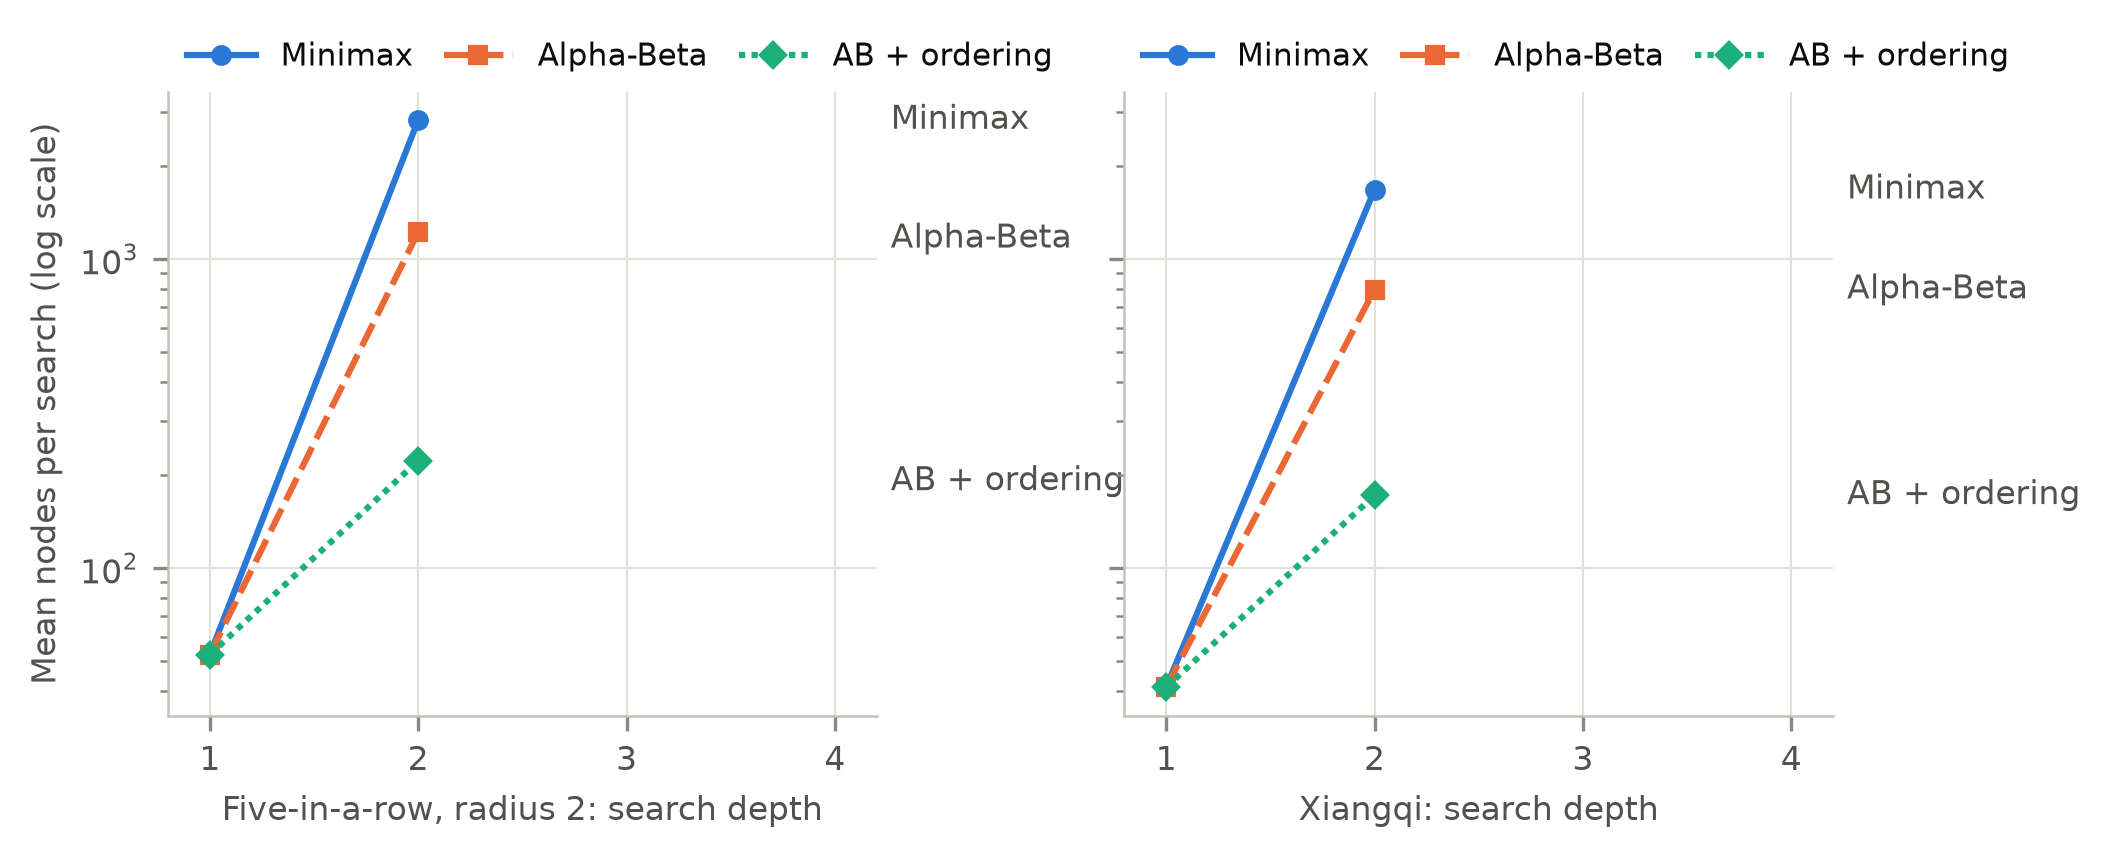 Minimax Alpha-Beta AB + ordering
Mean nodes per search (log scale)
10³
10²
Minimax
Alpha-Beta
AB + ordering
1 2 3 4
Five-in-a-row, radius 2: search depth
Minimax Alpha-Beta AB + ordering
Minimax
Alpha-Beta
AB + ordering
1 2 3 4
Xiangqi: search depth